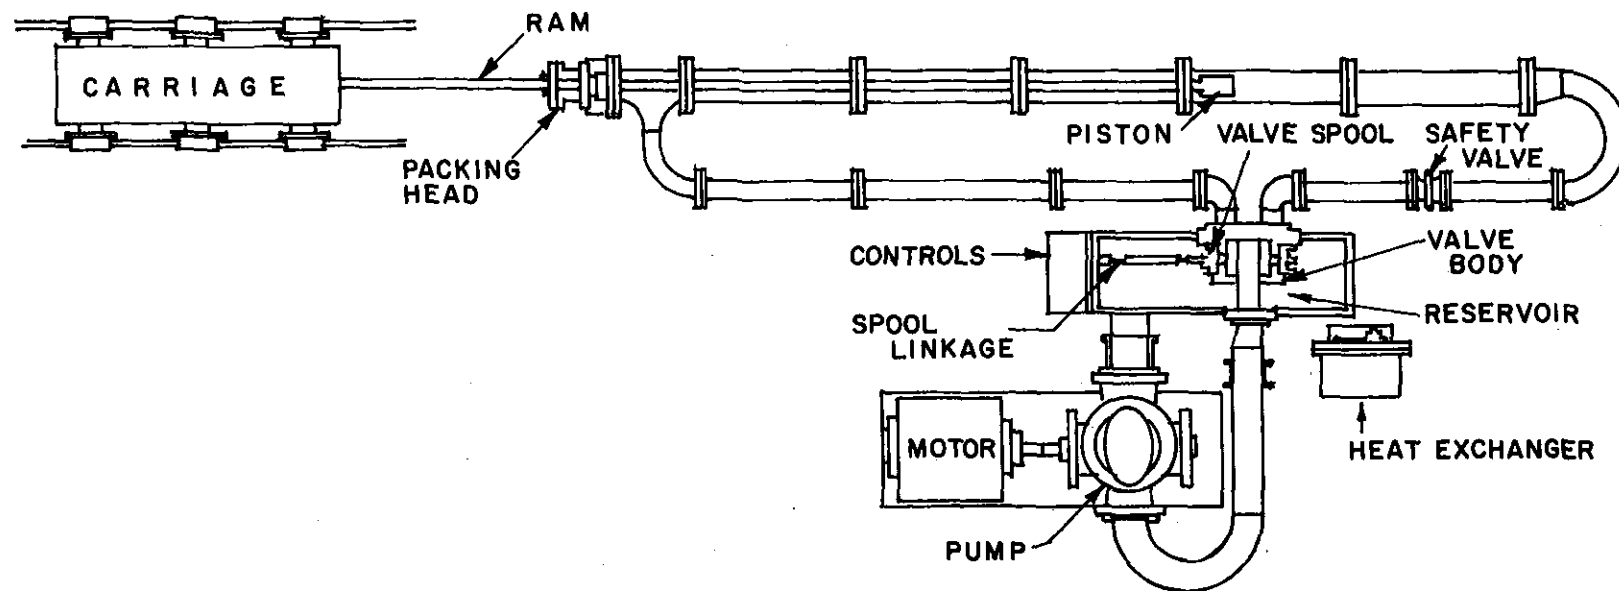 RAM
CARRIAGE
PISTON
VALVE SPOOL
SAFETY
VALVE
PACKING
HEAD
CONTROLS
VALVE
BODY
SPOOL
LINKAGE
RESERVOIR
MOTOR
HEAT EXCHANGER
PUMP